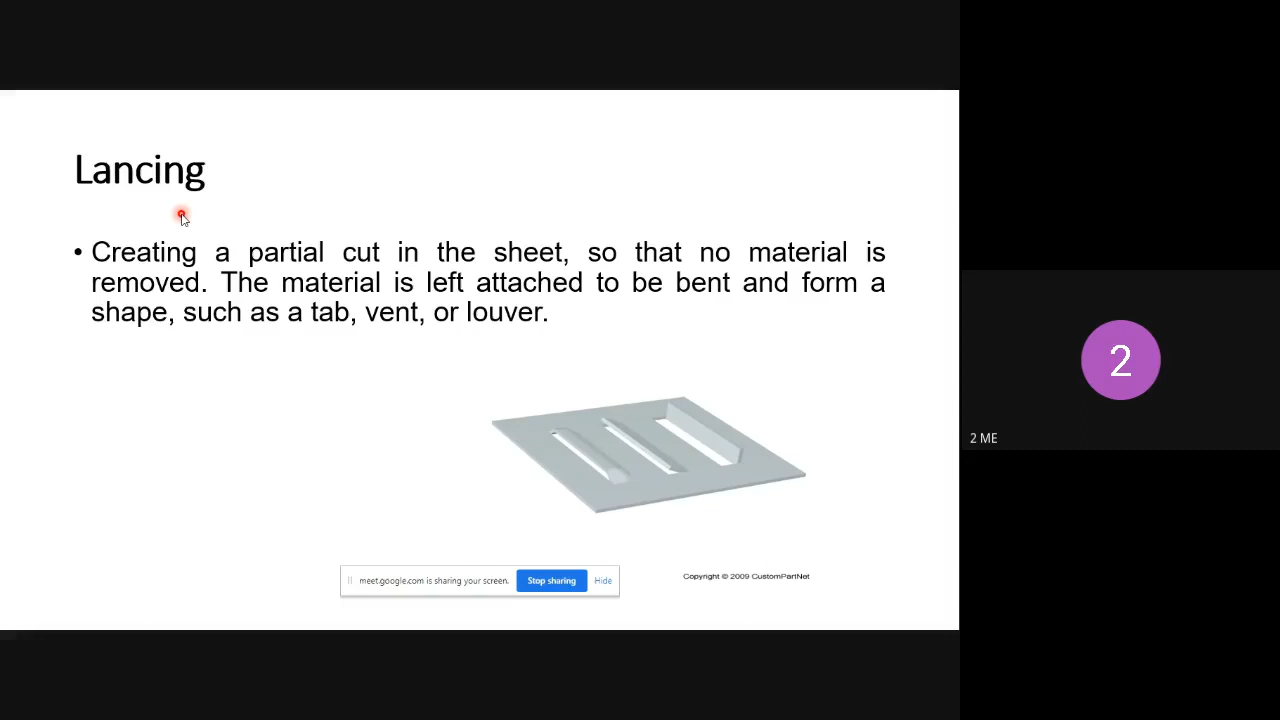 Lancing
• Creating a partial cut in the sheet, so that no material is
removed. The material is left attached to be bent and form a
shape, such as a tab, vent, or louver.
2
2 ME
meet.google.com is sharing your screen. Stop sharing Hide
Copyright © 2009 CustomPartNet